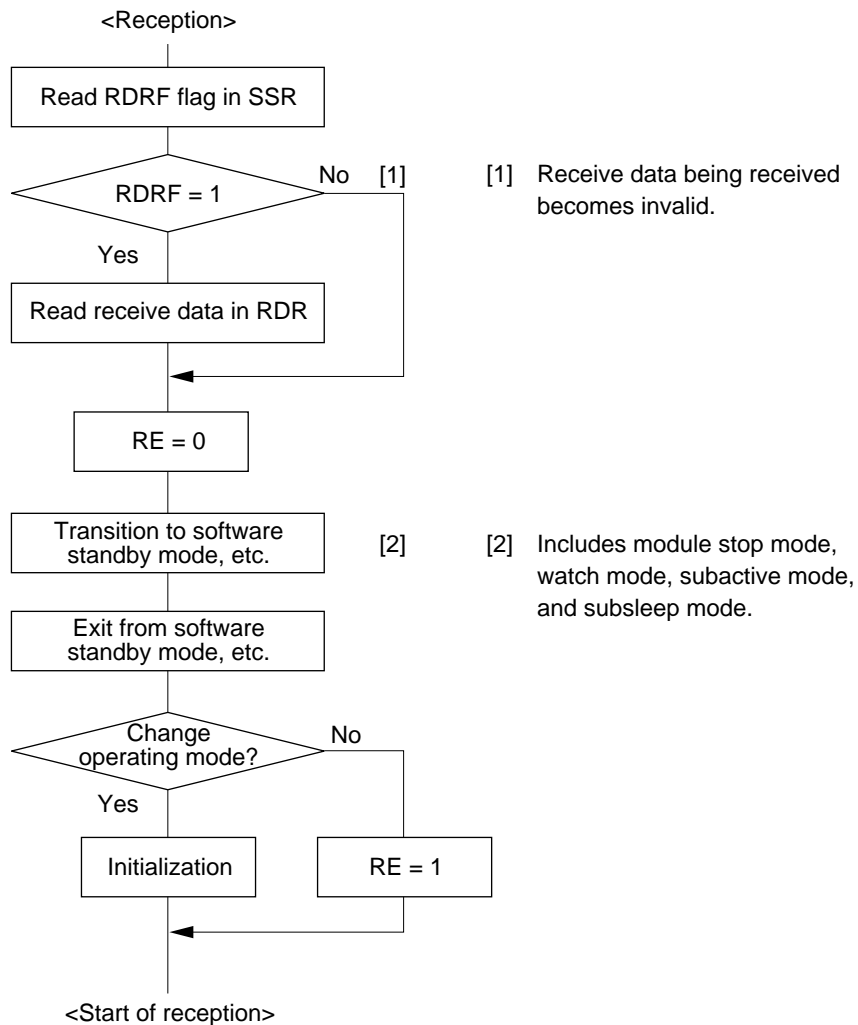 <Reception>
Read RDRF flag in SSR
RDRF = 1
No [1]
[1] Receive data being received
becomes invalid.
Yes
Read receive data in RDR
RE = 0
Transition to software
standby mode, etc.
[2]
[2] Includes module stop mode,
watch mode, subactive mode,
and subsleep mode.
Exit from software
standby mode, etc.
Change
operating mode?
No
Yes
Initialization
RE = 1
<Start of reception>